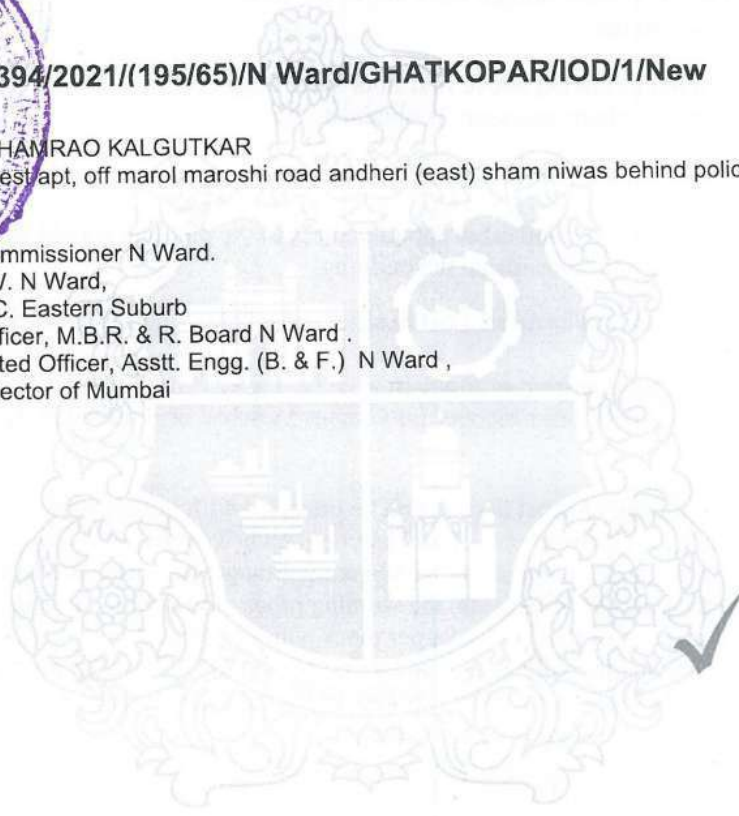 394/2021/(195/65)/N Ward/GHATKOPAR/IOD/1/New
HAMRAO KALGUTKAR
est apt, off marol maroshi road andheri (east) sham niwas behind polic
mmissioner N Ward.
. N Ward,
C. Eastern Suburb
ficer, M.B.R. & R. Board N Ward .
ted Officer, Asstt. Engg. (B. & F.) N Ward ,
ector of Mumbai